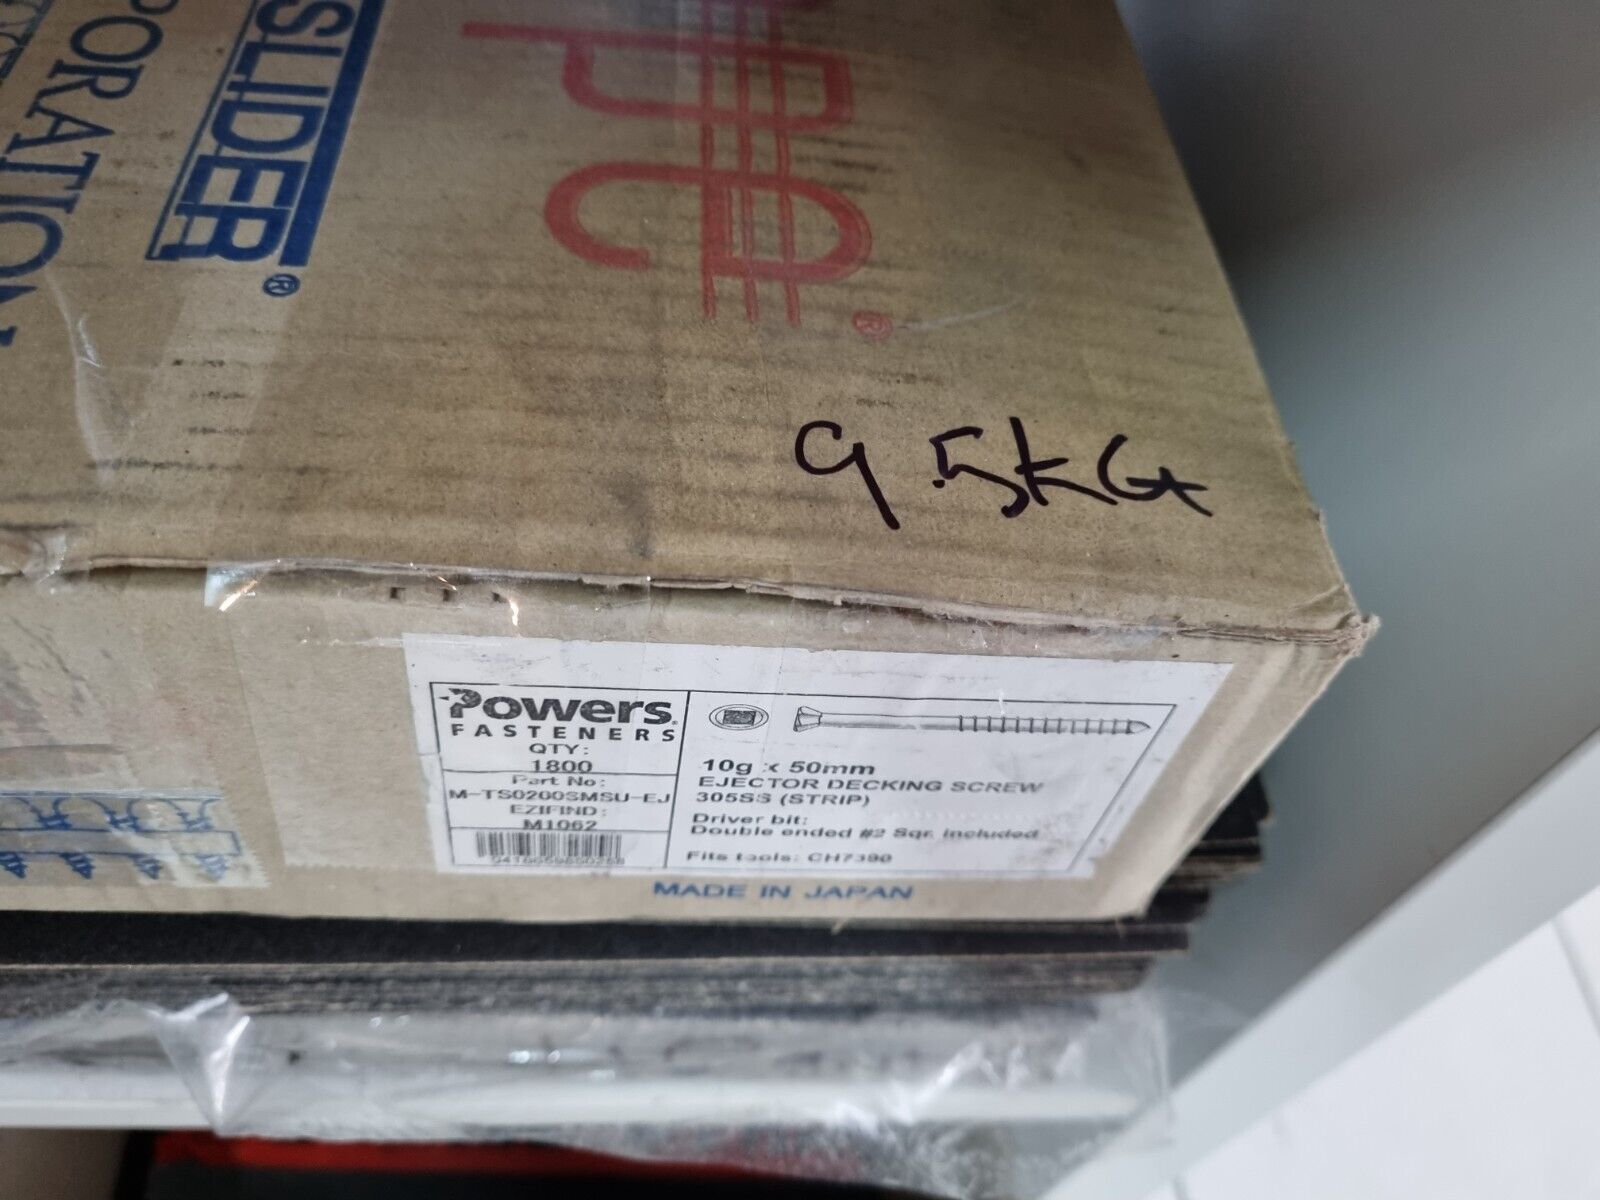 SLIDER®
PORATION
®
9.5KG
Powers
FASTENERS
QTY:
1800
Part No:
M-TS0200SMSU-EJ
EZIFIND:
M1062
10g x 50mm
EJECTOR DECKING SCREW
305SS (STRIP)
Driver bit:
Double ended #2 Sqr. included
Fits tools: CH7390
MADE IN JAPAN